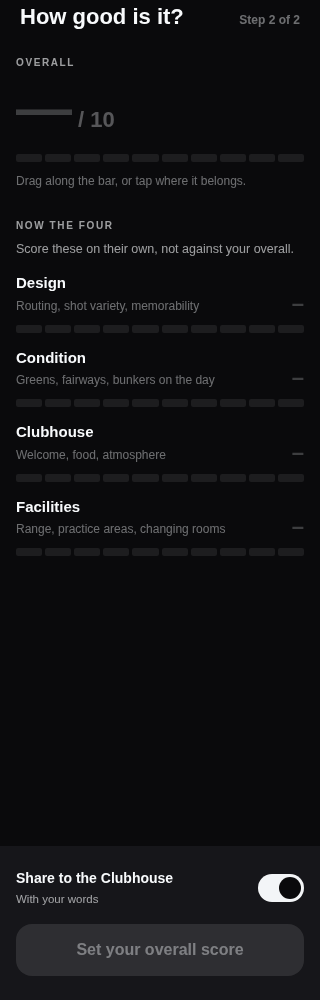 How good is it?
Step 2 of 2
OVERALL
— / 10
Drag along the bar, or tap where it belongs.
NOW THE FOUR
Score these on their own, not against your overall.
Design
Routing, shot variety, memorability –
Condition
Greens, fairways, bunkers on the day –
Clubhouse
Welcome, food, atmosphere –
Facilities
Range, practice areas, changing rooms –
Share to the Clubhouse
With your words
Set your overall score